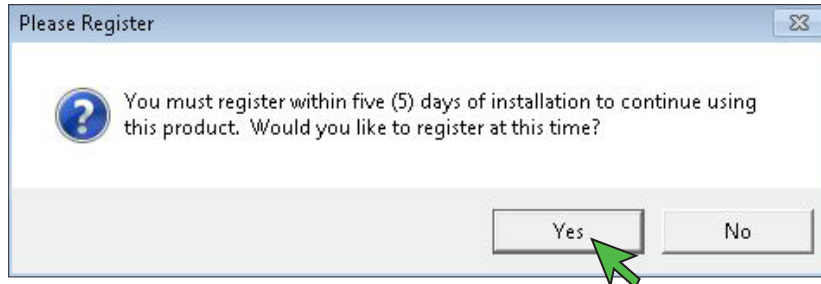 Please Register
You must register within five (5) days of installation to continue using
this product.  Would you like to register at this time?
Yes
No